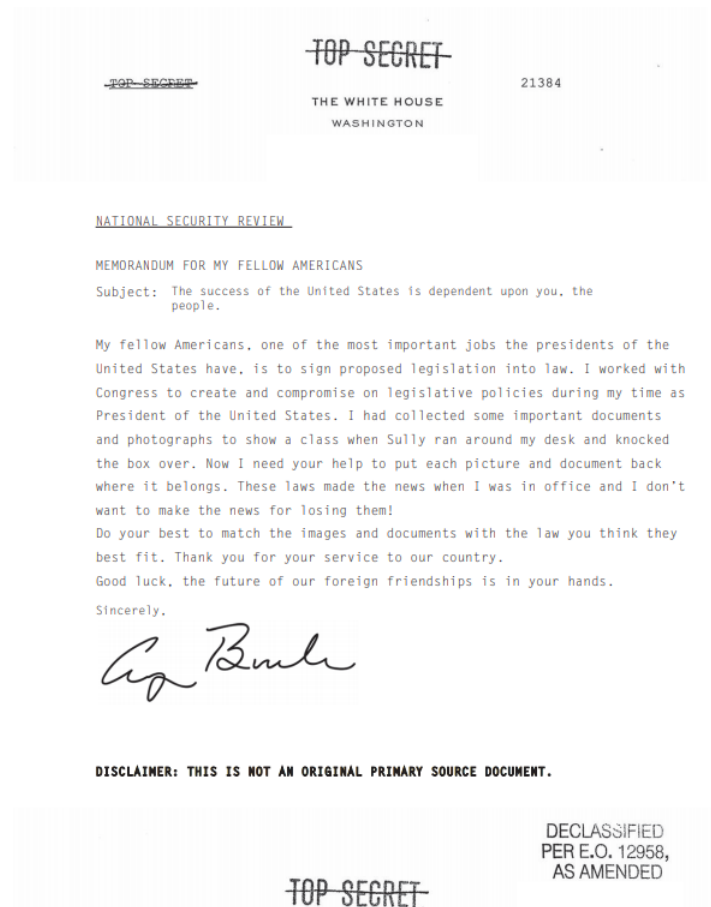 TOP SECRET
TOP SECRET
21384
THE WHITE HOUSE
WASHINGTON
NATIONAL SECURITY REVIEW
MEMORANDUM FOR MY FELLOW AMERICANS
Subject: The success of the United States is dependent upon you, the
people.
My fellow Americans, one of the most important jobs the presidents of the
United States have, is to sign proposed legislation into law. I worked with
Congress to create and compromise on legislative policies during my time as
President of the United States. I had collected some important documents
and photographs to show a class when Sully ran around my desk and knocked
the box over. Now I need your help to put each picture and document back
where it belongs. These laws made the news when I was in office and I don't
want to make the news for losing them!
Do your best to match the images and documents with the law you think they
best fit. Thank you for your service to our country.
Good luck, the future of our foreign friendships is in your hands.
Sincerely,
DISCLAIMER: THIS IS NOT AN ORIGINAL PRIMARY SOURCE DOCUMENT.
DECLASSIFIED
PER E.O. 12958,
AS AMENDED
TOP SECRET